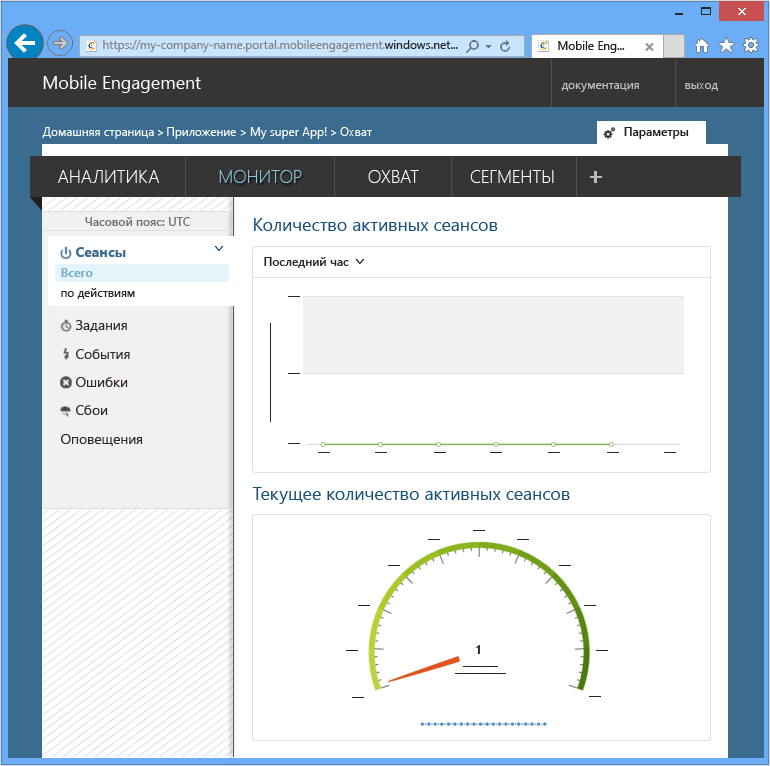 https://my-company-name.portal.mobileengagement.windows.net...
Mobile Eng...
Mobile Engagement
документация
выход
Домашняя страница > Приложение > My super App! > Охват
Параметры
АНАЛИТИКА
МОНИТОР
ОХВАТ
СЕГМЕНТЫ
+
Часовой пояс: UTC
Сеансы
Всего
по действиям
Задания
События
Ошибки
Сбои
Оповещения
Количество активных сеансов
Последний час
Текущее количество активных сеансов
1